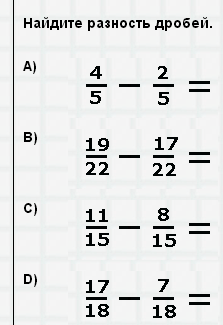 Найдите разность дробей.
A)
4/5 − 2/5 =
B)
19/22 − 17/22 =
C)
11/15 − 8/15 =
D)
17/18 − 7/18 =